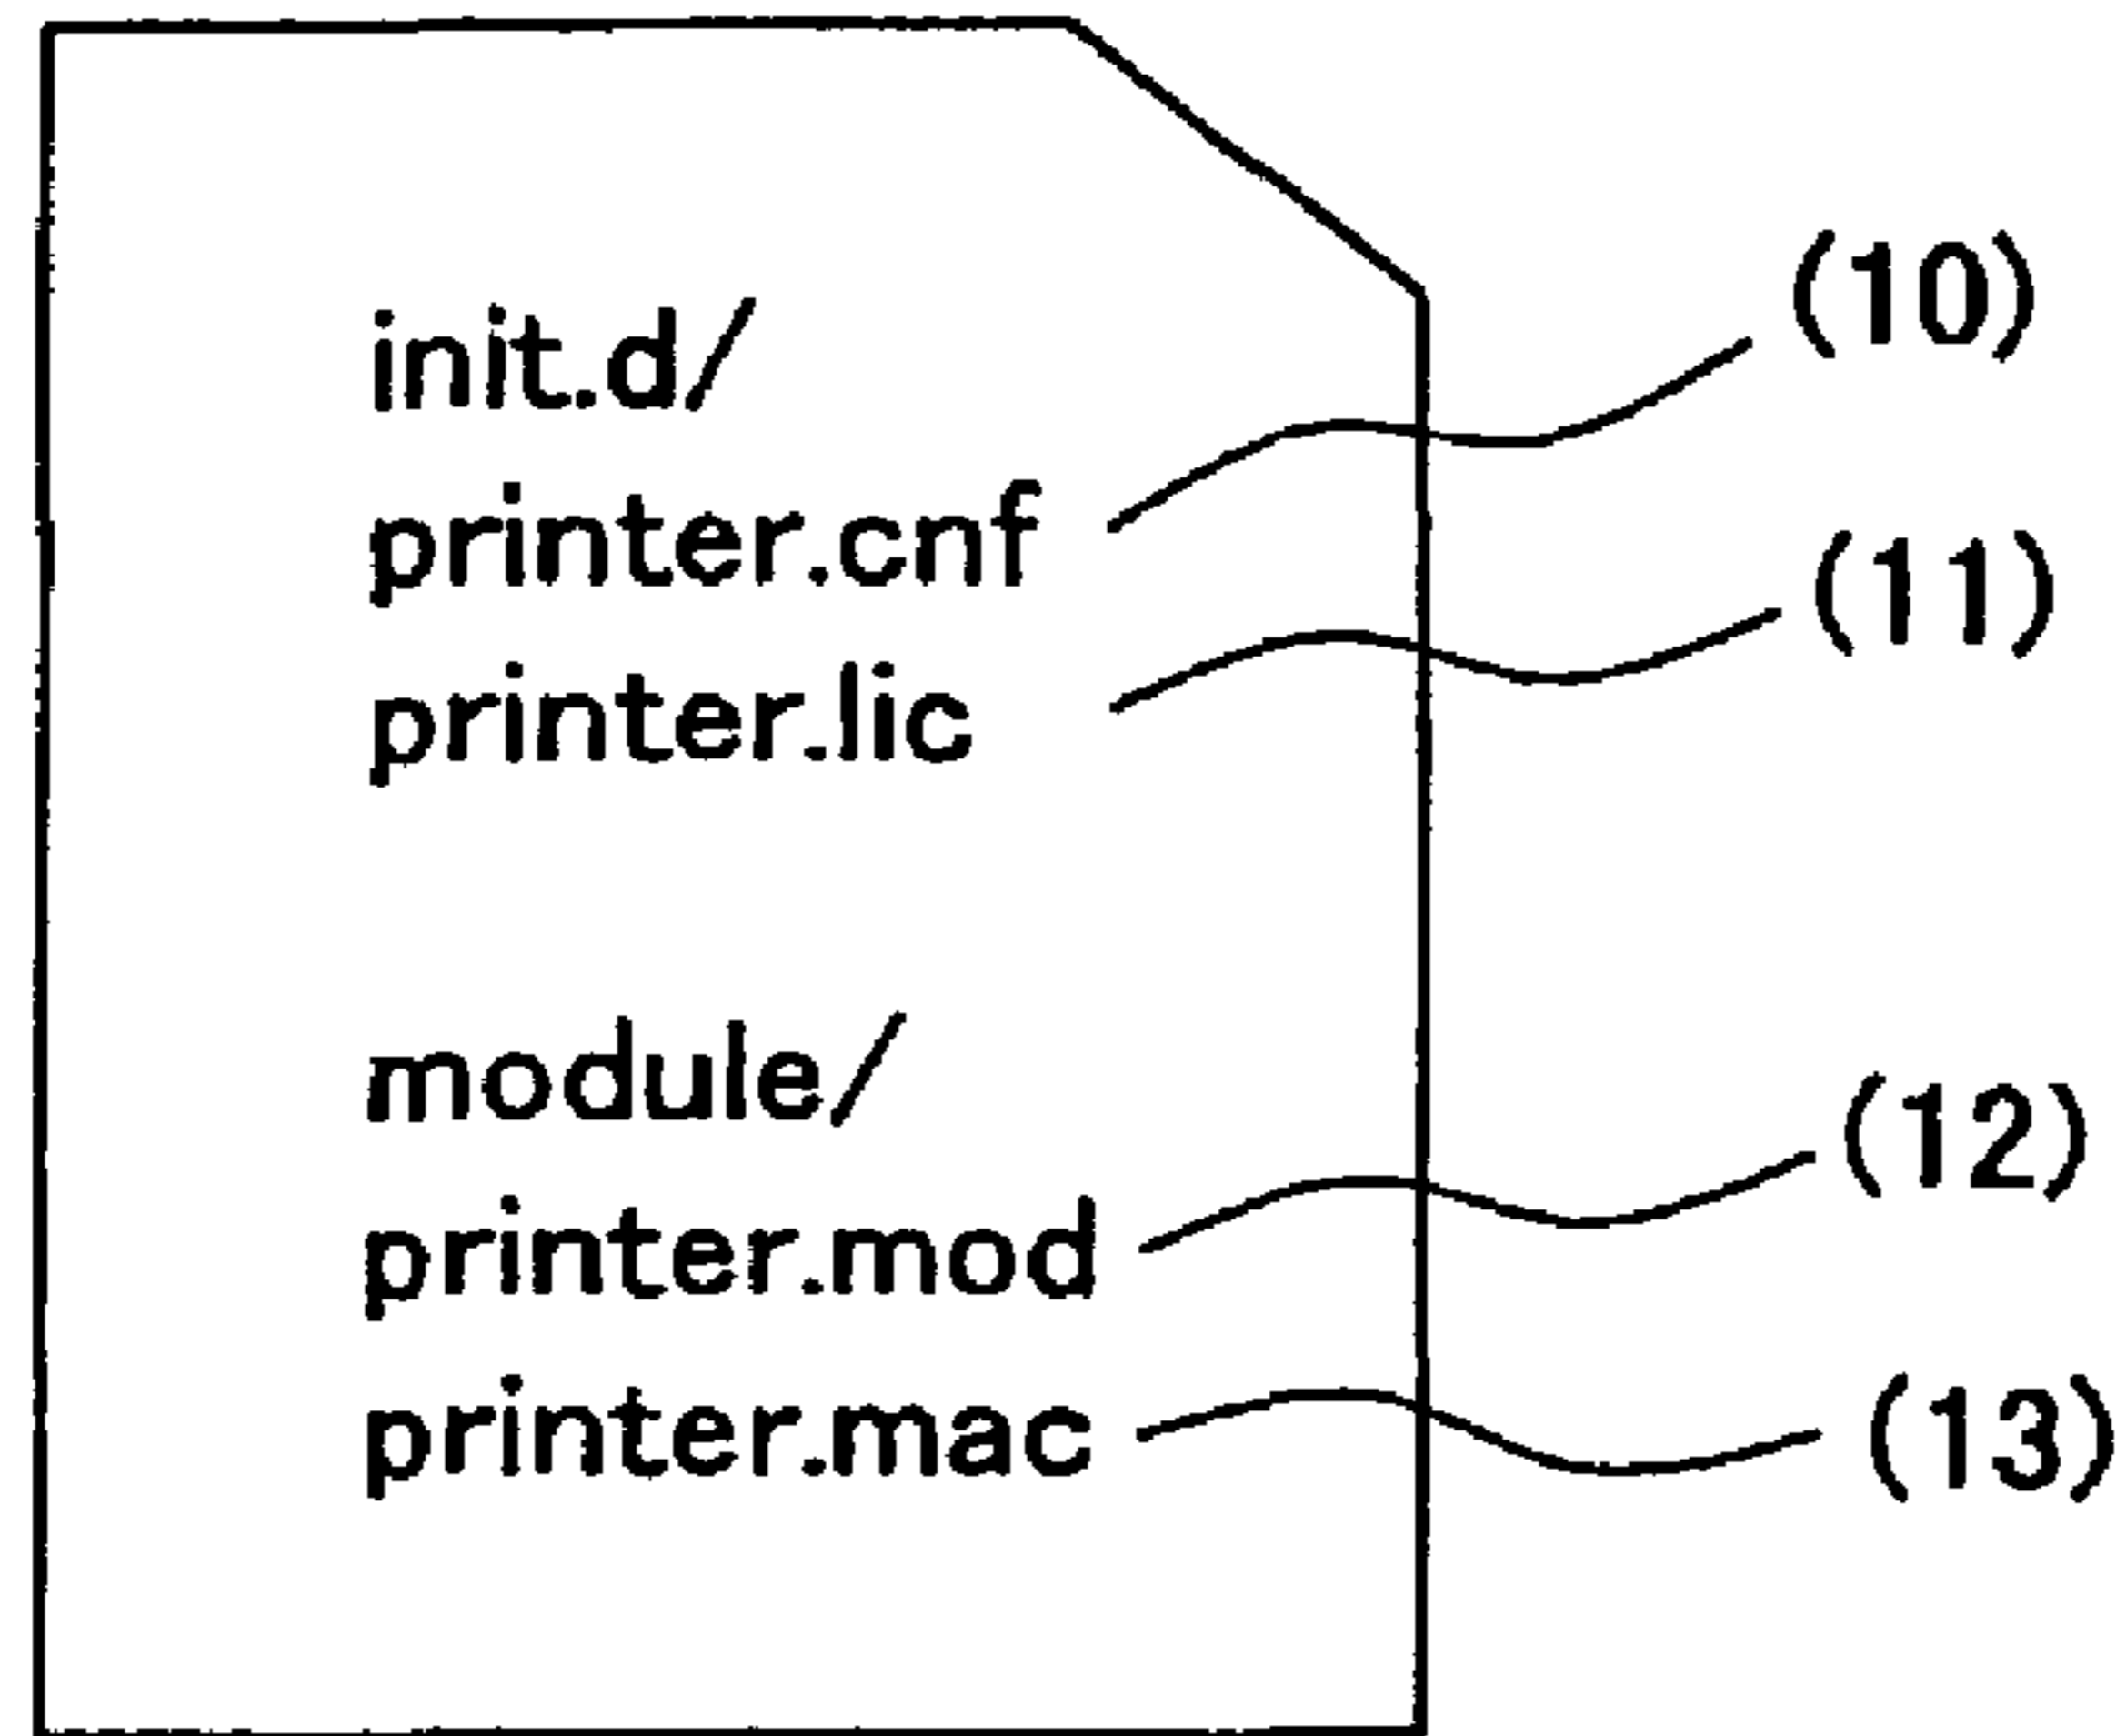 init.d/
(10)
printer.cnf
(11)
printer.lic
module/
(12)
printer.mod
(13)
printer.mac